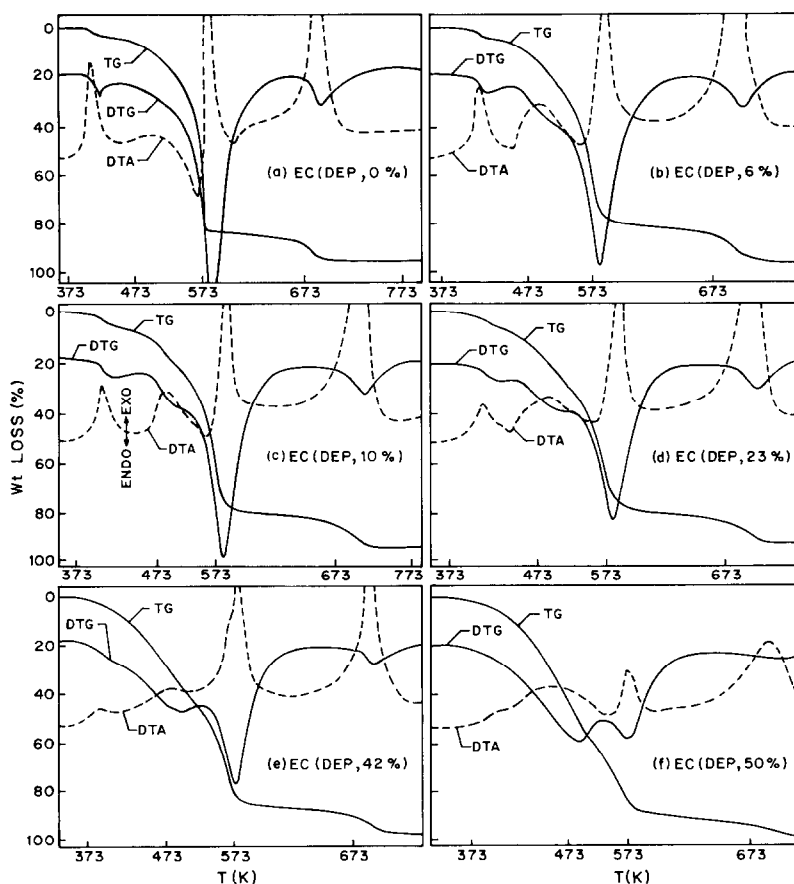 0
20
40
60
80
100
TG
DTG
DTA
(a) EC(DEP,0%)
373 473 573 673 773
TG
DTG
DTA
(b) EC(DEP,6%)
373 473 573 673
Wt LOSS (%)
0
20
40
60
80
100
TG
DTG
ENDO EXO
DTA
(c) EC(DEP,10%)
373 473 573 673 773
TG
DTG
DTA
(d) EC(DEP,23%)
373 473 573 673
0
20
40
60
80
100
TG
DTG
DTA
(e) EC(DEP,42%)
373 473 573 673
T(K)
TG
DTG
DTA
(f) EC(DEP,50%)
373 473 573 673
T(K)